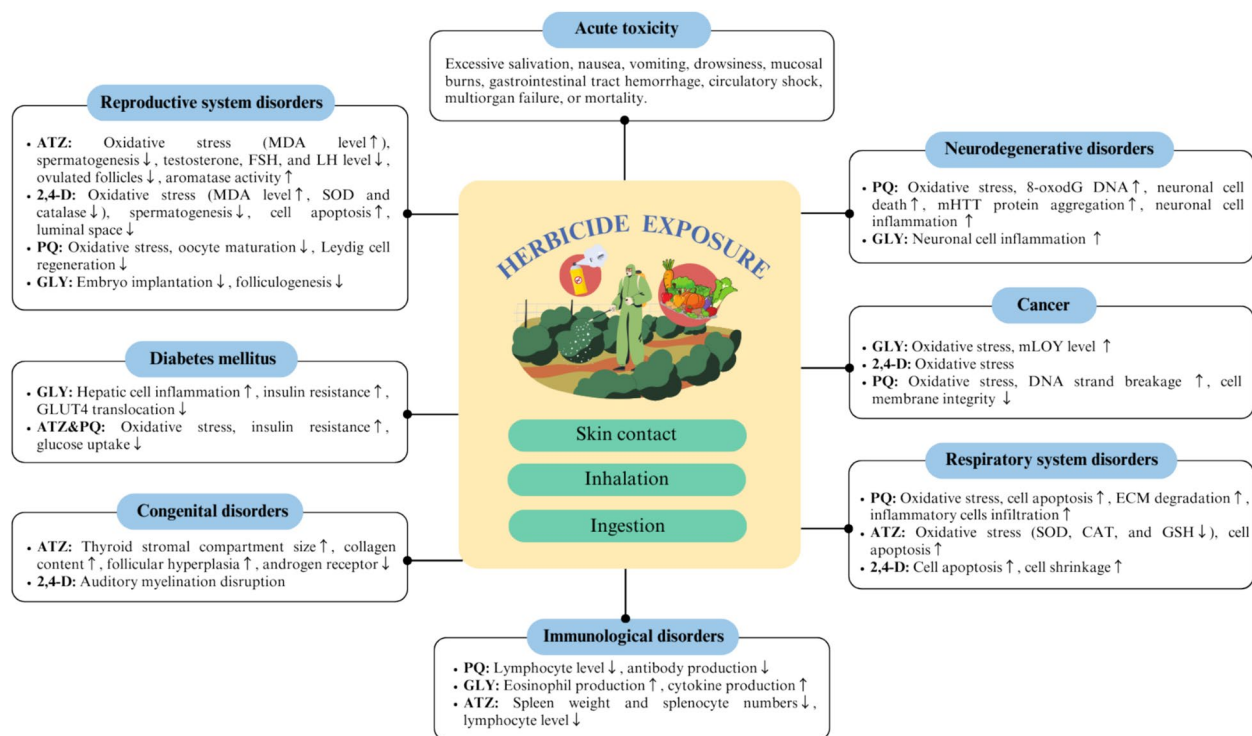 Acute toxicity
Excessive salivation, nausea, vomiting, drowsiness, mucosal
burns, gastrointestinal tract hemorrhage, circulatory shock,
multiorgan failure, or mortality.
Reproductive system disorders
• ATZ: Oxidative stress (MDA level↑),
spermatogenesis↓, testosterone, FSH, and LH level↓,
ovulated follicles↓, aromatase activity↑
• 2,4-D: Oxidative stress (MDA level↑, SOD and
catalase↓), spermatogenesis↓, cell apoptosis↑,
luminal space↓
• PQ: Oxidative stress, oocyte maturation↓, Leydig cell
regeneration↓
• GLY: Embryo implantation↓, folliculogenesis↓
Diabetes mellitus
• GLY: Hepatic cell inflammation↑, insulin resistance↑,
GLUT4 translocation↓
• ATZ&PQ: Oxidative stress, insulin resistance↑,
glucose uptake↓
Congenital disorders
• ATZ: Thyroid stromal compartment size↑, collagen
content↑, follicular hyperplasia↑, androgen receptor↓
• 2,4-D: Auditory myelination disruption
HERBICIDE EXPOSURE
Skin contact
Inhalation
Ingestion
Neurodegenerative disorders
• PQ: Oxidative stress, 8-oxodG DNA↑, neuronal cell
death↑, mHTT protein aggregation↑, neuronal cell
inflammation ↑
• GLY: Neuronal cell inflammation ↑
Cancer
• GLY: Oxidative stress, mLOY level ↑
• 2,4-D: Oxidative stress
• PQ: Oxidative stress, DNA strand breakage ↑, cell
membrane integrity ↓
Respiratory system disorders
• PQ: Oxidative stress, cell apoptosis↑, ECM degradation↑,
inflammatory cells infiltration↑
• ATZ: Oxidative stress (SOD, CAT, and GSH↓), cell
apoptosis↑
• 2,4-D: Cell apoptosis↑, cell shrinkage↑
Immunological disorders
• PQ: Lymphocyte level↓, antibody production↓
• GLY: Eosinophil production↑, cytokine production↑
• ATZ: Spleen weight and splenocyte numbers↓,
lymphocyte level↓